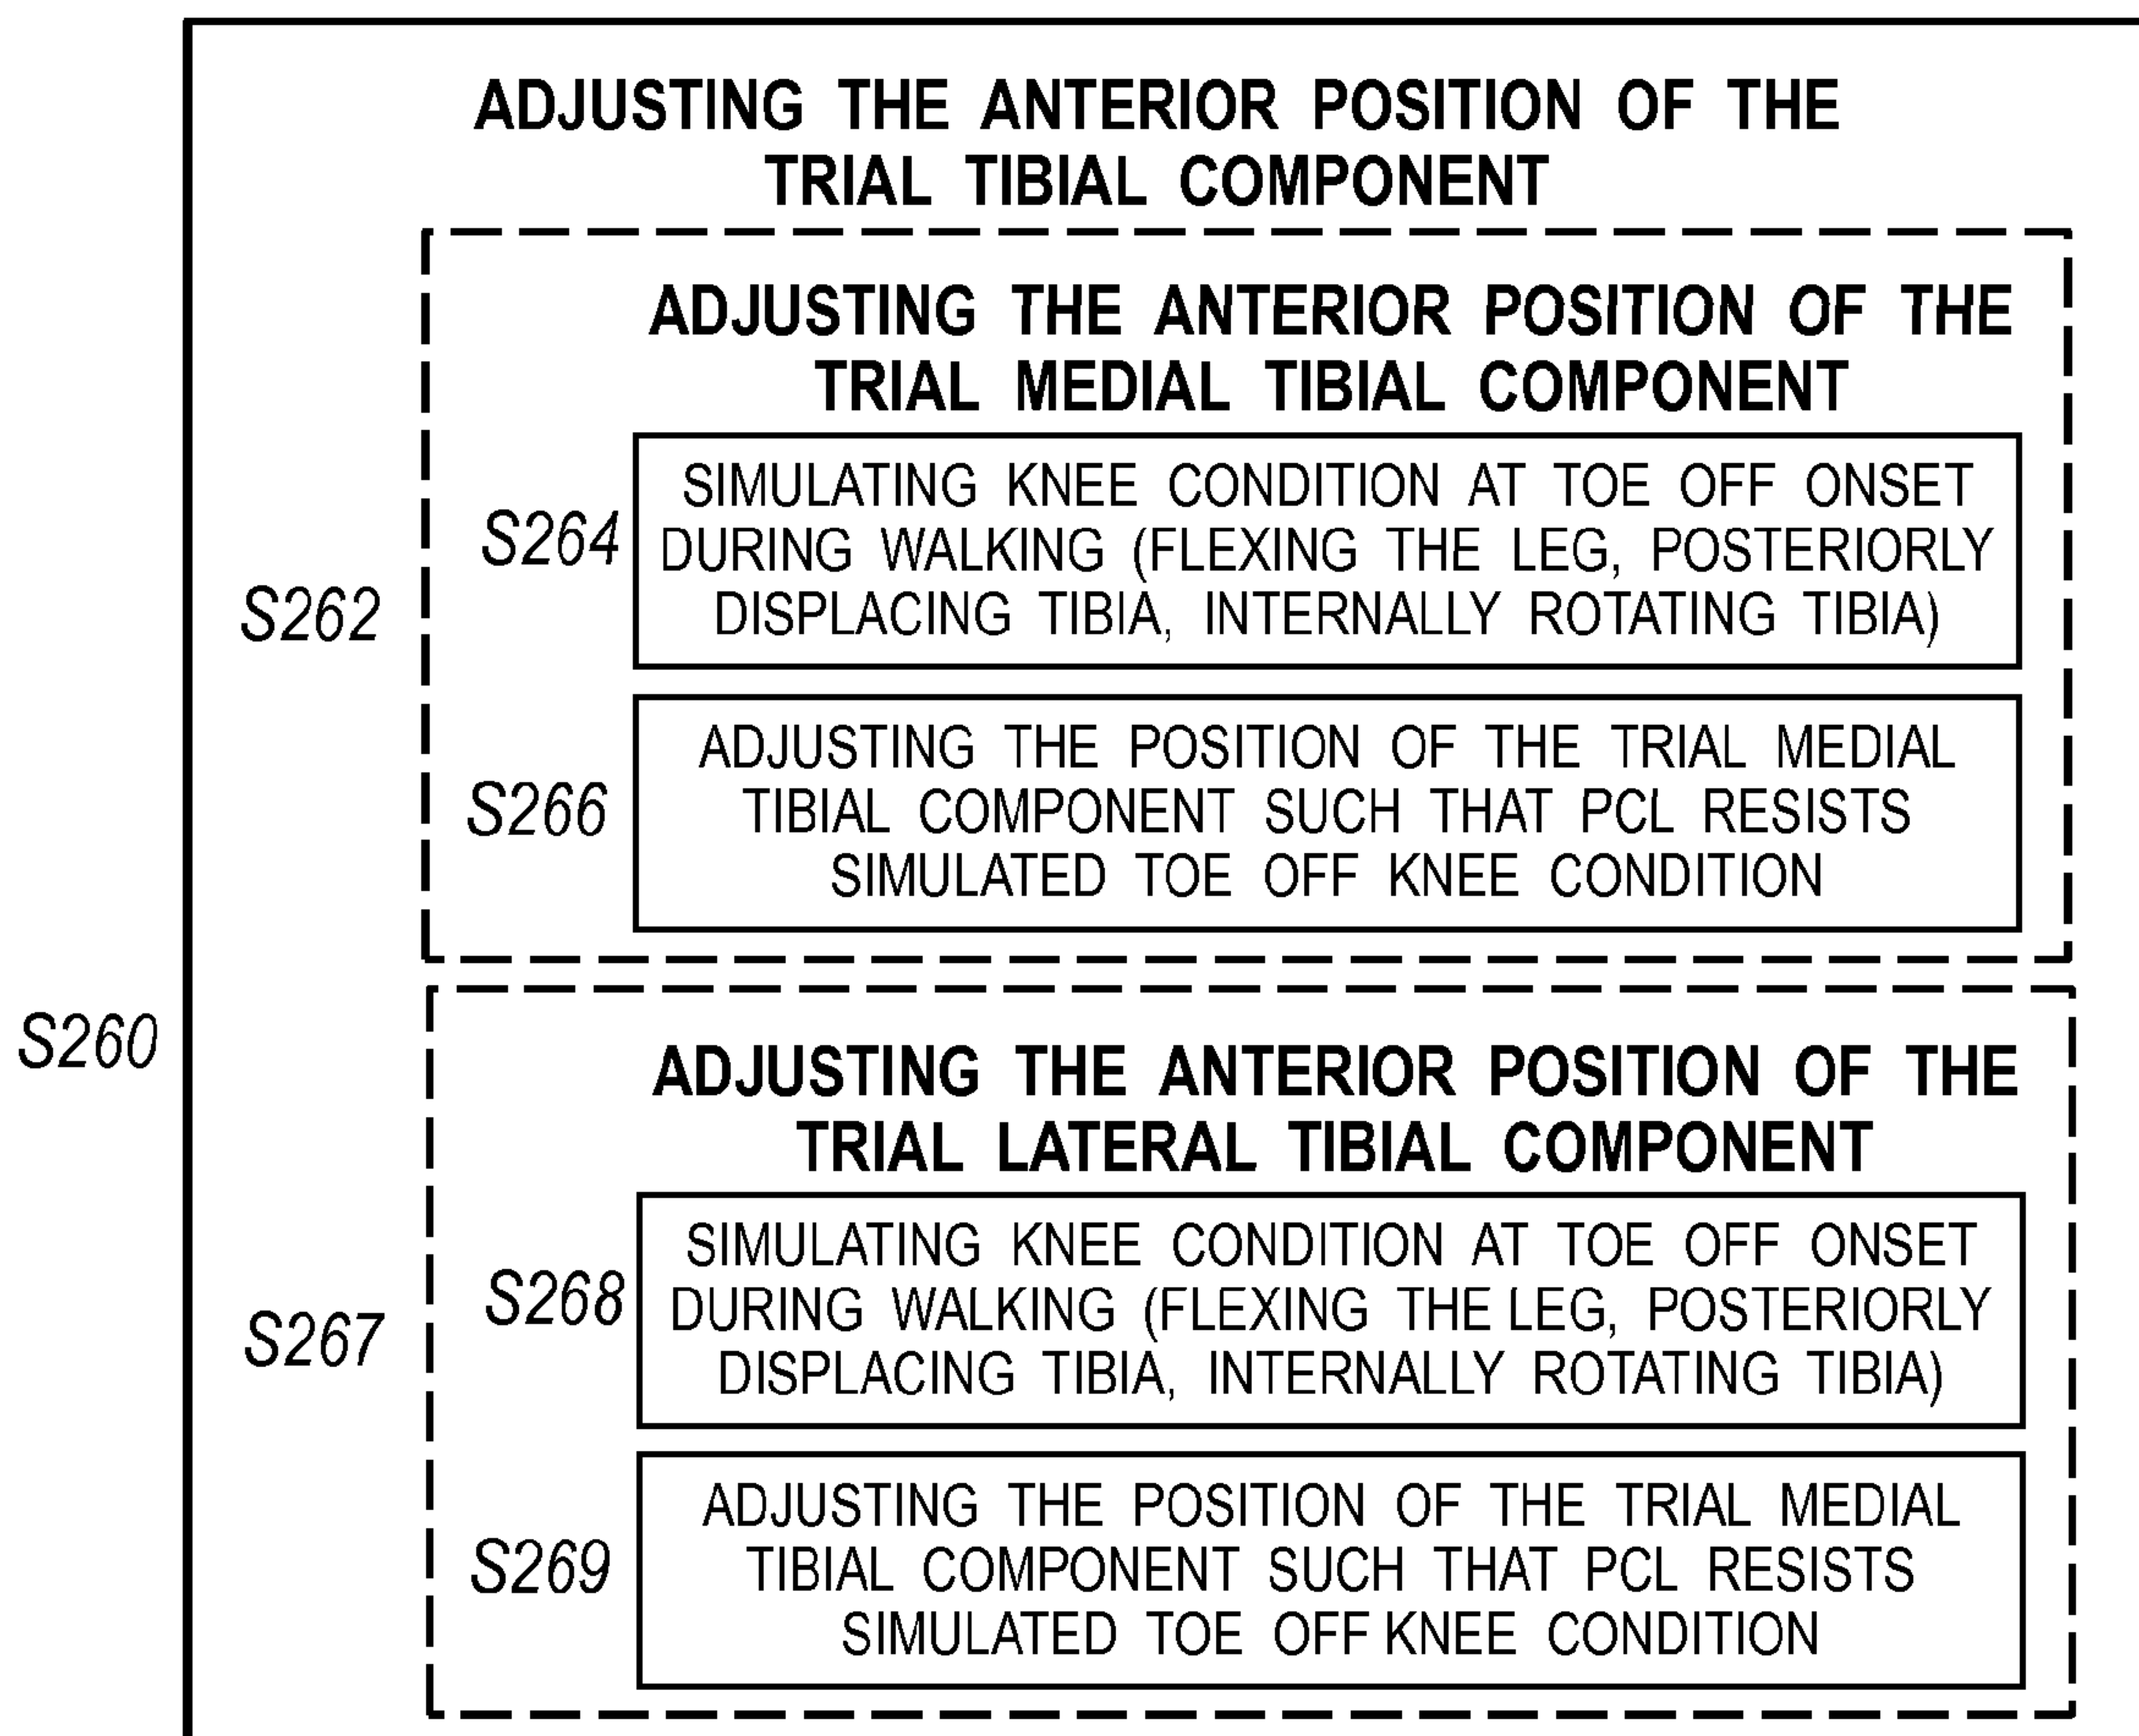 ADJUSTING THE ANTERIOR POSITION OF THE
TRIAL TIBIAL COMPONENT
ADJUSTING THE ANTERIOR POSITION OF THE
TRIAL MEDIAL TIBIAL COMPONENT
S264
SIMULATING KNEE CONDITION AT TOE OFF ONSET
DURING WALKING (FLEXING THE LEG, POSTERIORLY
DISPLACING TIBIA, INTERNALLY ROTATING TIBIA)
S262
S266
ADJUSTING THE POSITION OF THE TRIAL MEDIAL
TIBIAL COMPONENT SUCH THAT PCL RESISTS
SIMULATED TOE OFF KNEE CONDITION
S260
ADJUSTING THE ANTERIOR POSITION OF THE
TRIAL LATERAL TIBIAL COMPONENT
S268
SIMULATING KNEE CONDITION AT TOE OFF ONSET
DURING WALKING (FLEXING THE LEG, POSTERIORLY
DISPLACING TIBIA, INTERNALLY ROTATING TIBIA)
S267
S269
ADJUSTING THE POSITION OF THE TRIAL MEDIAL
TIBIAL COMPONENT SUCH THAT PCL RESISTS
SIMULATED TOE OFF KNEE CONDITION